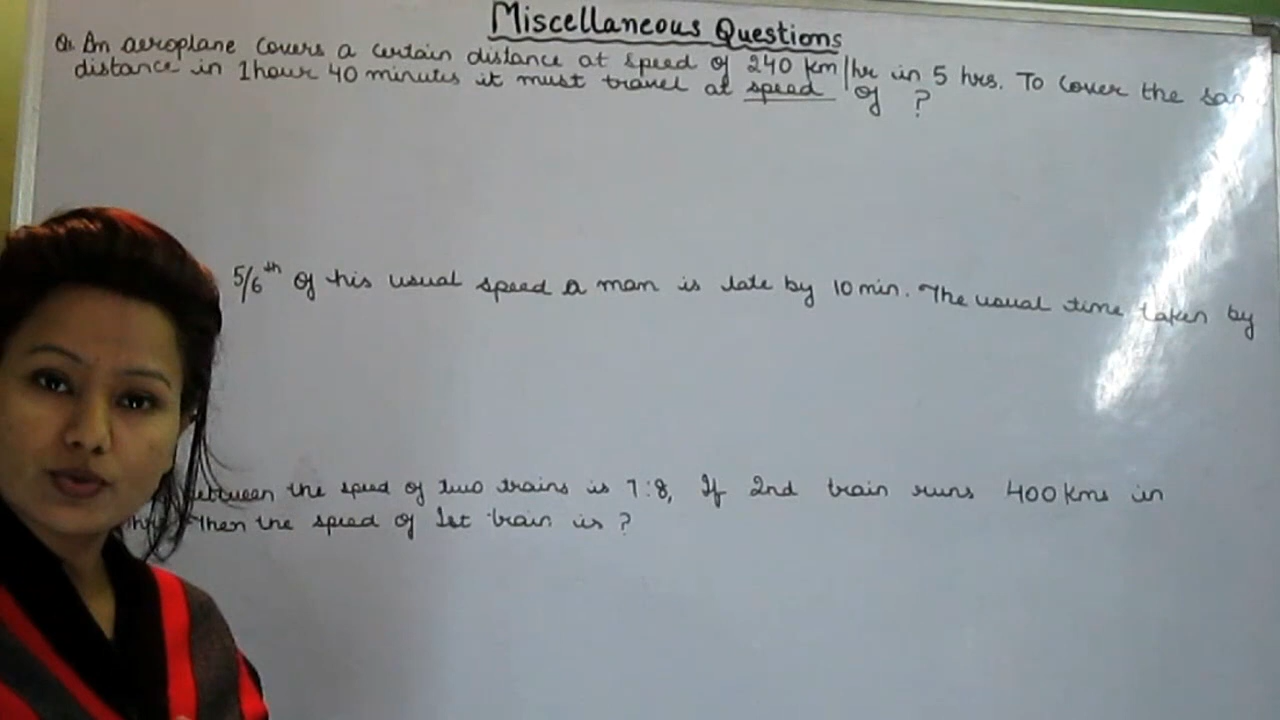 Miscellaneous Questions
Q. An aeroplane covers a certain distance at speed of 240 km/hr in 5 hrs. To cover the
distance in 1 hour 40 minutes it must travel at speed of ?
5/6th of his usual speed a man is late by 10 min. The usual time taken by
between the speed of two trains is 7:8, If 2nd train runs 400 kms in
Then the speed of 1st train is ?